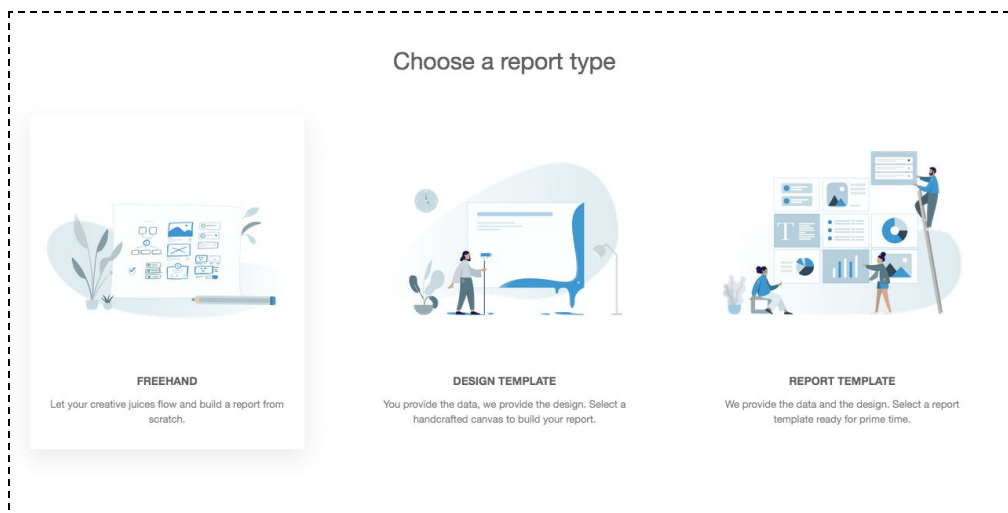 Choose a report type
FREEHAND
Let your creative juices flow and build a report from
scratch.
DESIGN TEMPLATE
You provide the data, we provide the design. Select a
handcrafted canvas to build your report.
T
REPORT TEMPLATE
We provide the data and the design. Select a report
template ready for prime time.